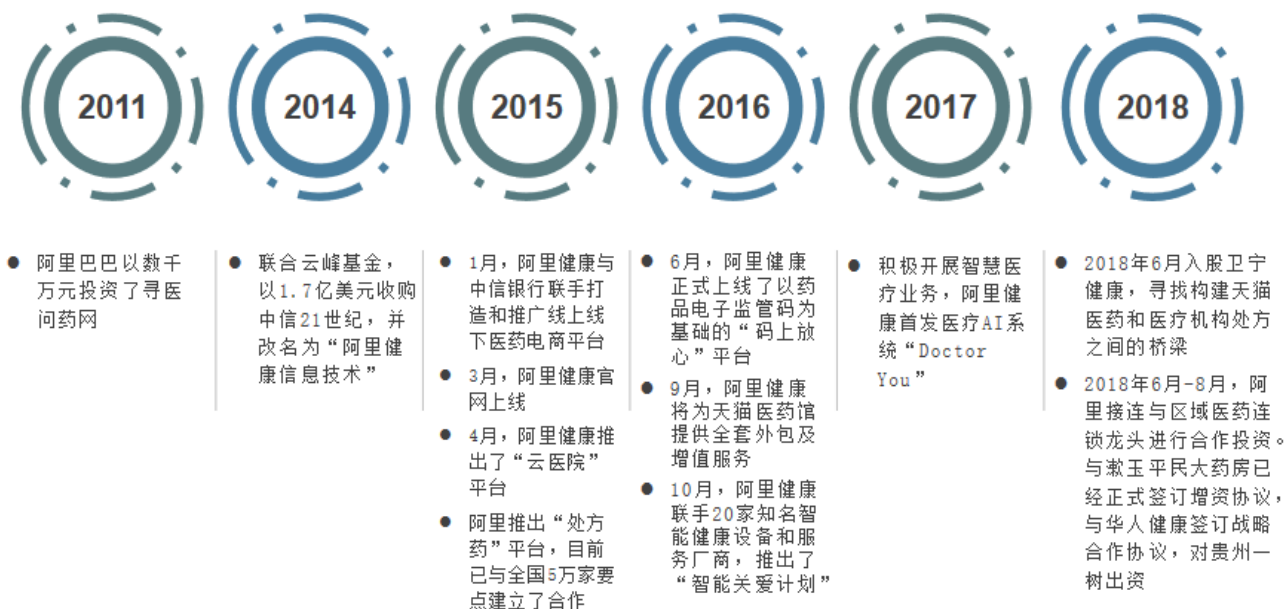 2011
2014
2015
2016
2017
2018
● 阿里巴巴以数千
万元投资了寻医
问药网
● 联合云峰基金，
以1.7亿美元收购
中信21世纪，并
改名为“阿里健
康信息技术”
● 1月，阿里健康与
中信银行联手打
造和推广线上线
下医药电商平台
● 3月，阿里健康官
网上线
● 4月，阿里健康推
出了“云医院”
平台
● 阿里推出“处方
药”平台，目前
已与全国5万家要
点建立了合作
● 6月，阿里健康
正式上线了以药
品电子监管码为
基础的“码上放
心”平台
● 9月，阿里健康
将为天猫医药馆
提供全套外包及
增值服务
● 10月，阿里健康
联手20家知名智
能健康设备和服
务厂商，推出了
“智能关爱计划”
● 积极开展智慧医
疗业务，阿里健
康首发医疗AI系
统“Doctor
You”
● 2018年6月入股卫宁
健康，寻找构建天猫
医药和医疗机构处方
之间的桥梁
● 2018年6月-8月，阿
里接连与区域医药连
锁龙头进行合作投资。
与漱玉平民大药房已
经正式签订增资协议，
与华人健康签订战略
合作协议，对贵州一
树出资